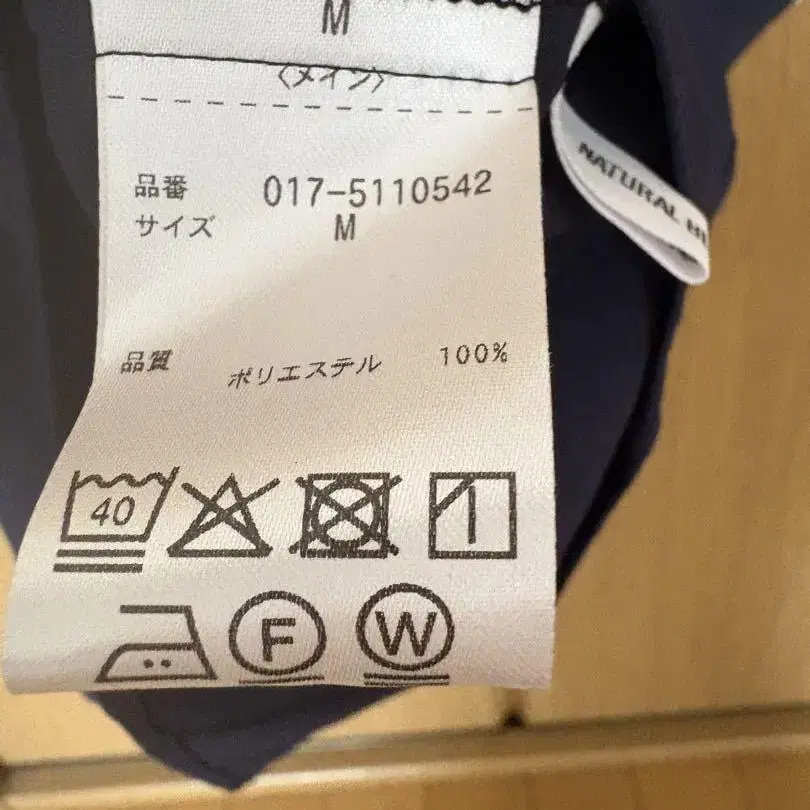 M
〈メイン〉
品番 017-5110542
サイズ M
品質 ポリエステル 100%
40
F W
NATURAL